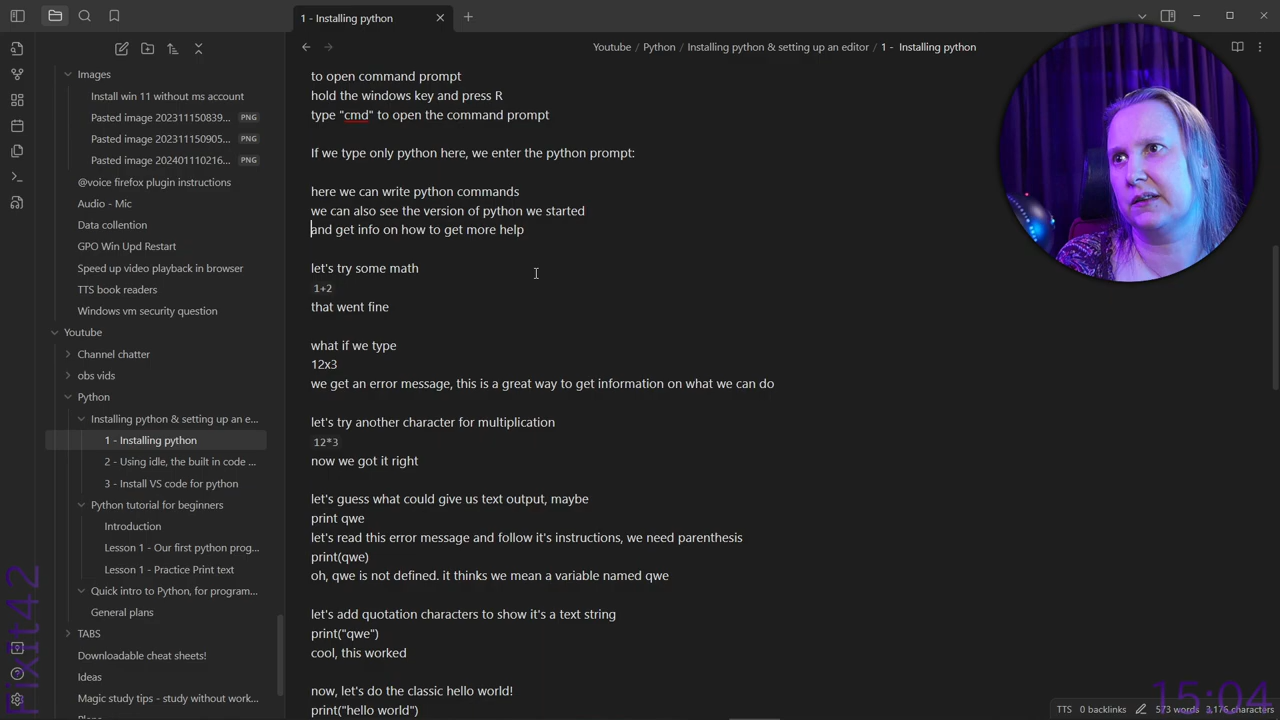 1 - Installing python
Youtube / Python / Installing python & setting up an editor / 1 - Installing python
Images
Install win 11 without ms account
Pasted image 202311150839... PNG
Pasted image 202311150905... PNG
Pasted image 202401110216... PNG
@voice firefox plugin instructions
Audio - Mic
Data collention
GPO Win Upd Restart
Speed up video playback in browser
TTS book readers
Windows vm security question
Youtube
Channel chatter
obs vids
Python
Installing python & setting up an e...
1 - Installing python
2 - Using idle, the built in code ...
3 - Install VS code for python
Python tutorial for beginners
Introduction
Lesson 1 - Our first python prog...
Lesson 1 - Practice Print text
Quick intro to Python, for program...
General plans
TABS
Downloadable cheat sheets!
Ideas
Magic study tips - study without work...
to open command prompt
hold the windows key and press R
type "cmd" to open the command prompt
If we type only python here, we enter the python prompt:
here we can write python commands
we can also see the version of python we started
and get info on how to get more help
let's try some math
1+2
that went fine
what if we type
12x3
we get an error message, this is a great way to get information on what we can do
let's try another character for multiplication
12*3
now we got it right
let's guess what could give us text output, maybe
print qwe
let's read this error message and follow it's instructions, we need parenthesis
print(qwe)
oh, qwe is not defined. it thinks we mean a variable named qwe
let's add quotation characters to show it's a text string
print("qwe")
cool, this worked
now, let's do the classic hello world!
print("hello world")
Fixit42
15:04
TTS 0 backlinks 573 words 3,176 characters